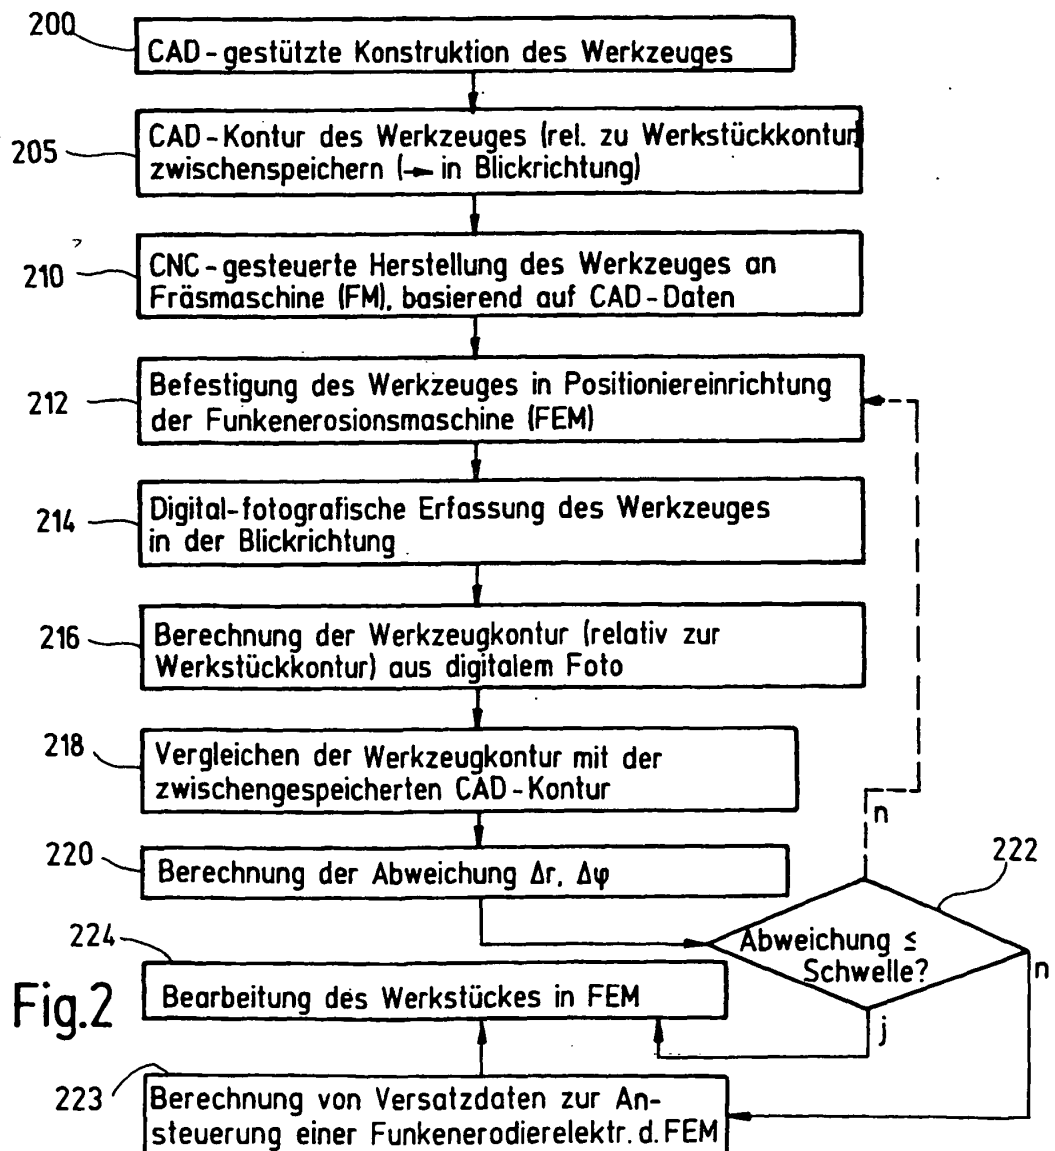 200
CAD-gestützte Konstruktion des Werkzeuges
205
CAD-Kontur des Werkzeuges (rel. zu Werkstückkontur)
zwischenspeichern (→ in Blickrichtung)
210
CNC-gesteuerte Herstellung des Werkzeuges an
Fräsmaschine (FM), basierend auf CAD-Daten
212
Befestigung des Werkzeuges in Positioniereinrichtung
der Funkenerosionsmaschine (FEM)
214
Digital-fotografische Erfassung des Werkzeuges
in der Blickrichtung
216
Berechnung der Werkzeugkontur (relativ zur
Werkstückkontur) aus digitalem Foto
218
Vergleichen der Werkzeugkontur mit der
zwischengespeicherten CAD-Kontur
n
220
Berechnung der Abweichung Δr, Δφ
222
Abweichung ≤
Schwelle?
n
j
224
Bearbeitung des Werkstückes in FEM
Fig.2
223
Berechnung von Versatzdaten zur An-
steuerung einer Funkenerodierelektr. d. FEM